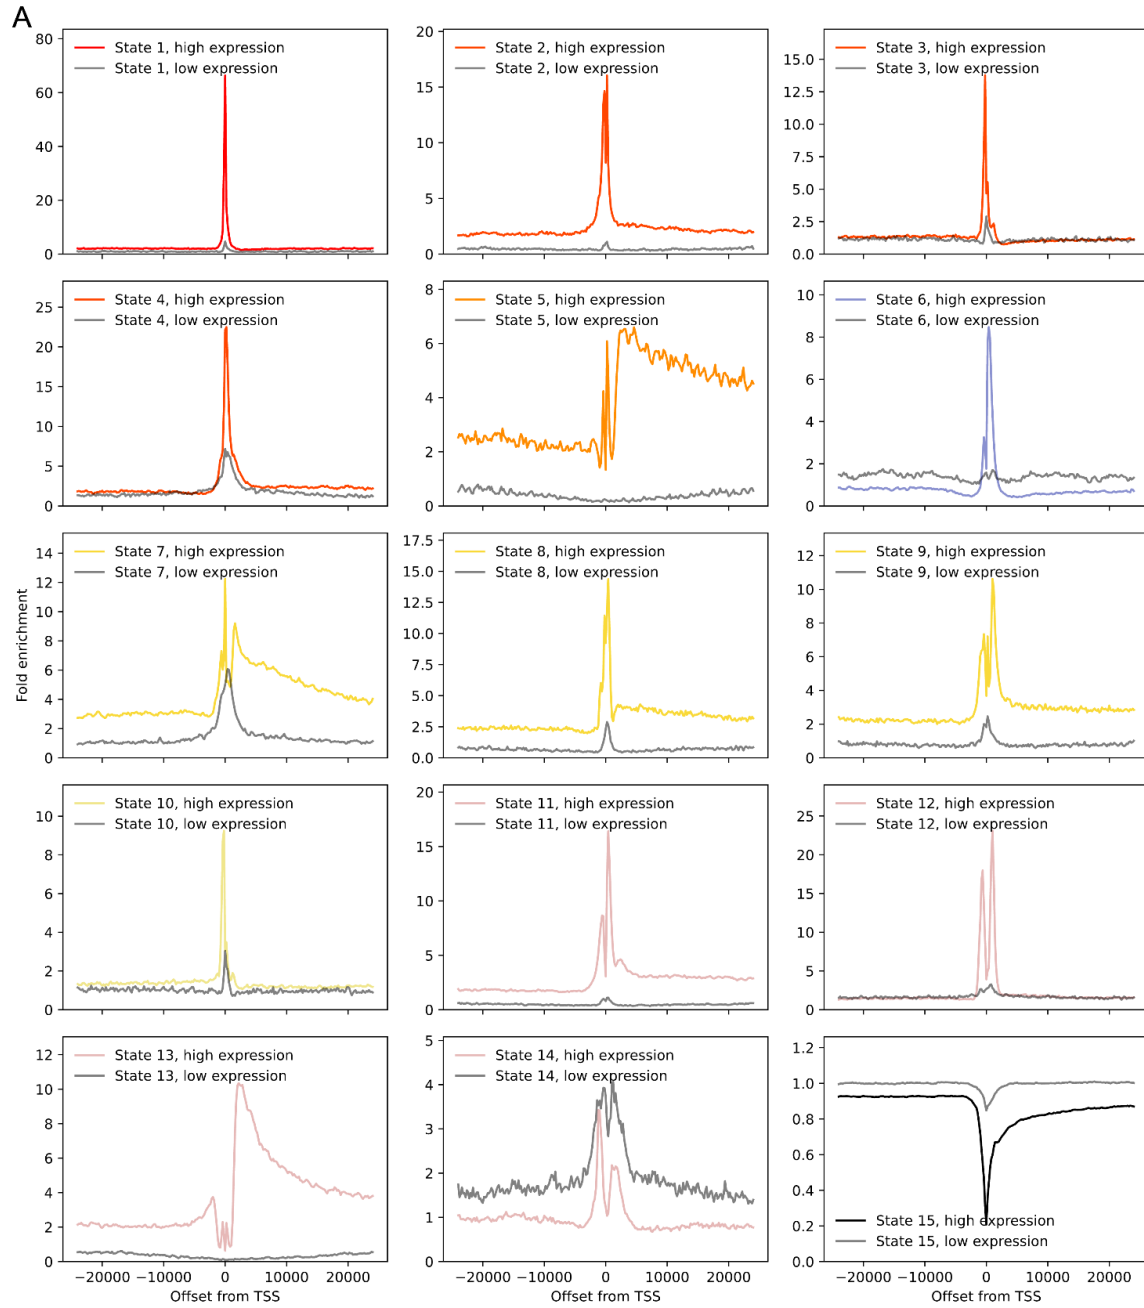 A
State 1, high expression
State 1, low expression
80
60
40
20
0
State 2, high expression
State 2, low expression
20
15
10
5
0
State 3, high expression
State 3, low expression
15.0
12.5
10.0
7.5
5.0
2.5
0.0
State 4, high expression
State 4, low expression
25
20
15
10
5
0
State 5, high expression
State 5, low expression
8
6
4
2
0
State 6, high expression
State 6, low expression
10
8
6
4
2
0
Fold enrichment
State 7, high expression
State 7, low expression
14
12
10
8
6
4
2
0
State 8, high expression
State 8, low expression
17.5
15.0
12.5
10.0
7.5
5.0
2.5
0.0
State 9, high expression
State 9, low expression
12
10
8
6
4
2
0
State 10, high expression
State 10, low expression
10
8
6
4
2
0
State 11, high expression
State 11, low expression
20
15
10
5
0
State 12, high expression
State 12, low expression
25
20
15
10
5
0
State 13, high expression
State 13, low expression
12
10
8
6
4
2
0
−20000 −10000 0 10000 20000
Offset from TSS
State 14, high expression
State 14, low expression
5
4
3
2
1
0
−20000 −10000 0 10000 20000
Offset from TSS
1.2
1.0
0.8
0.6
0.4
0.2
0.0
State 15, high expression
State 15, low expression
−20000 −10000 0 10000 20000
Offset from TSS